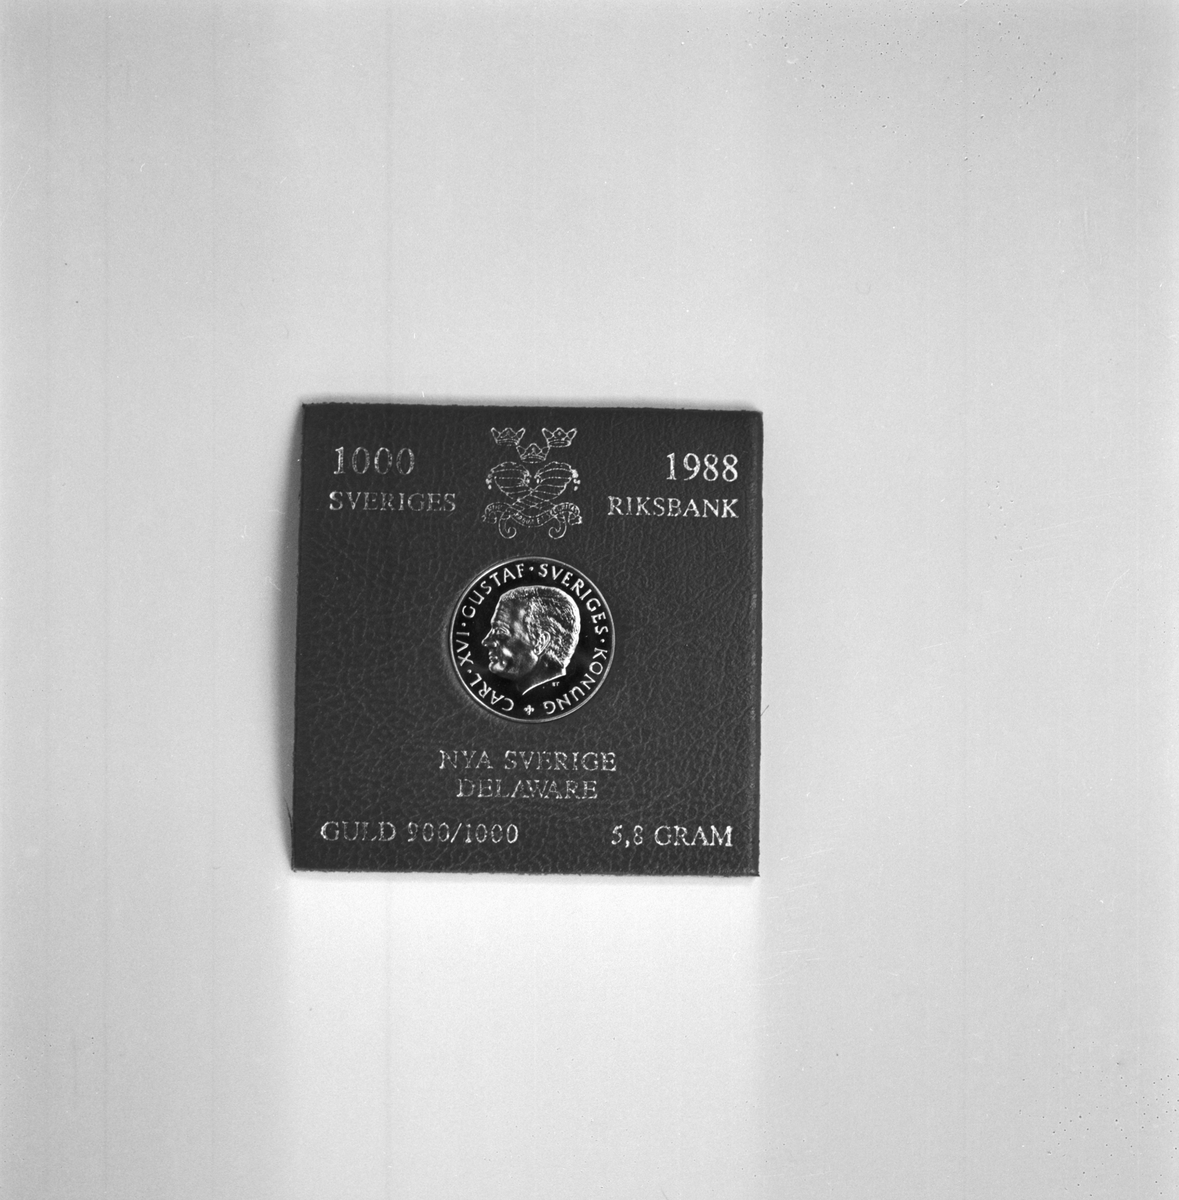 1000
1988
SVERIGES
RIKSBANK
CARL · XVI · GUSTAF · SVERIGES · KONUNG
NYA SVERIGE
DELAWARE
GULD 900/1000
5,8 GRAM